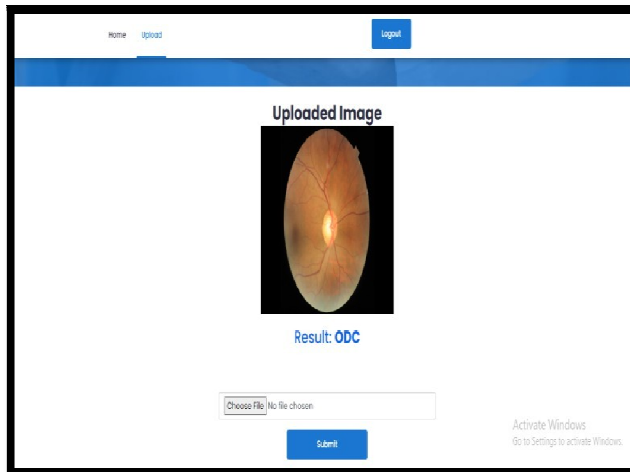 Home Upload Logout
Uploaded Image
Result: ODC
Choose File No file chosen
Submit
Activate Windows
Go to Settings to activate Windows.